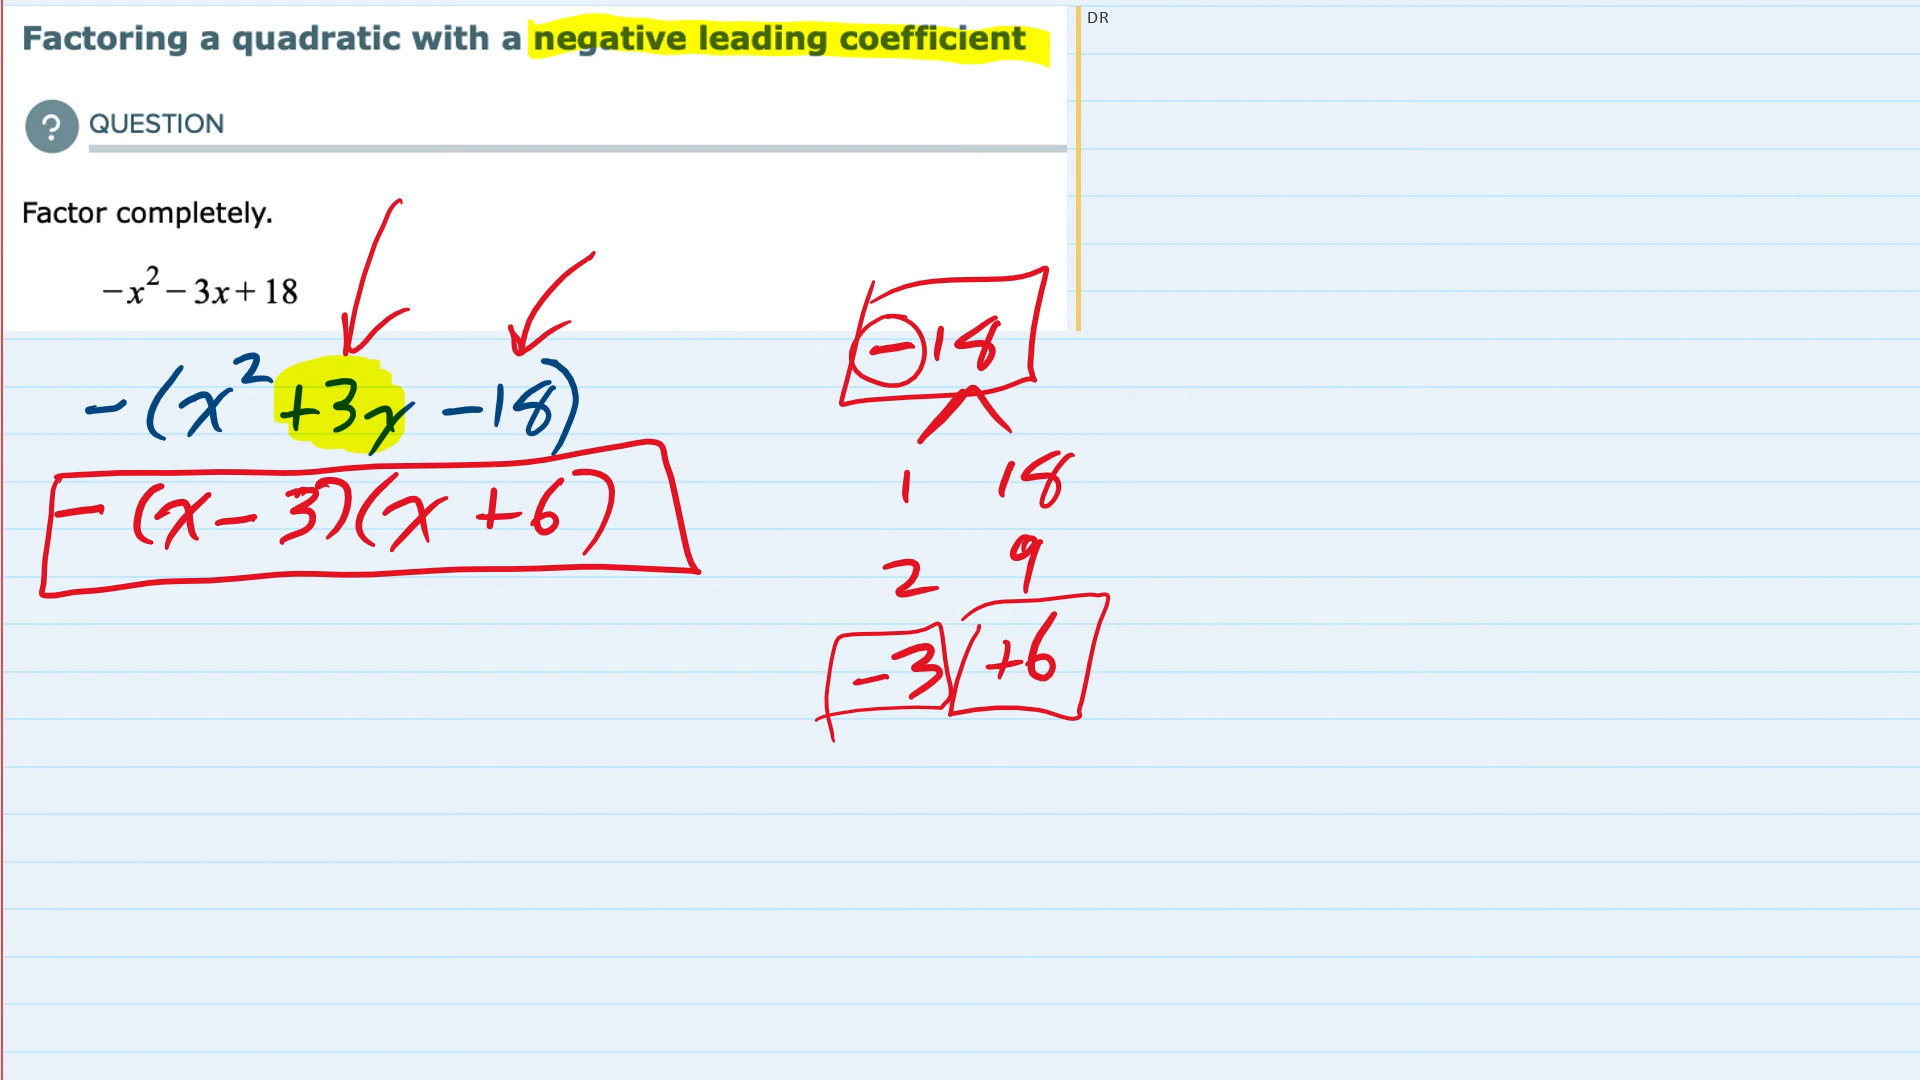 Factoring a quadratic with a negative leading coefficient
DR
? QUESTION
Factor completely.
−x² − 3x + 18
−(x² +3x −18)
−(x − 3)(x + 6)
−18
1 18
2 9
−3 +6